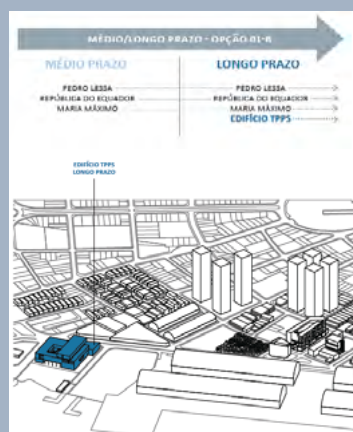 MÉDIO/LONGO PRAZO - OPÇÃO 01-B
MÉDIO PRAZO
PEDRO LESSA
REPÚBLICA DO EQUADOR
MARIA MÁXIMO
LONGO PRAZO
PEDRO LESSA
REPÚBLICA DO EQUADOR
MARIA MÁXIMO
EDIFÍCIO TPPS
EDIFÍCIO TPPS
LONGO PRAZO